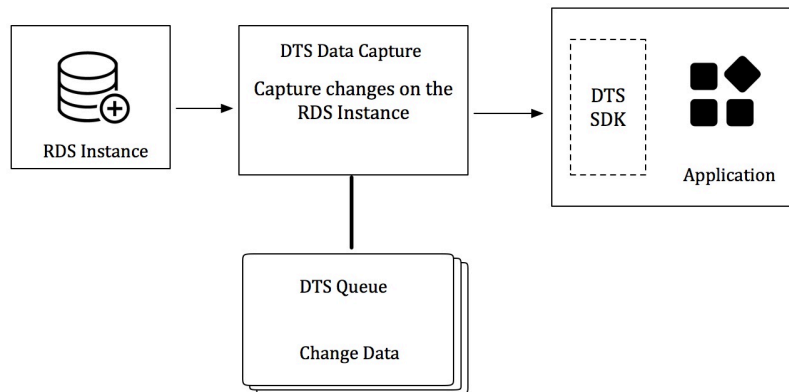 RDS Instance
DTS Data Capture
Capture changes on the
RDS Instance
DTS
SDK
Application
DTS Queue
Change Data